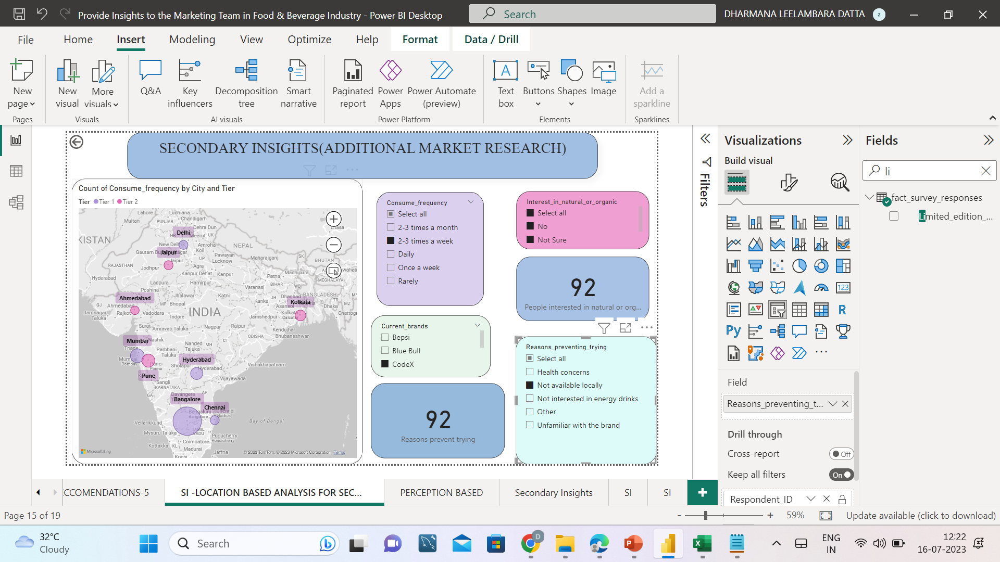 Provide Insights to the Marketing Team in Food & Beverage Industry - Power BI Desktop
Search
DHARMANA LEELAMBARA DATTA
File Home Insert Modeling View Optimize Help Format Data / Drill
New page
New visual
More visuals
Q&A
Key influencers
Decomposition tree
Smart narrative
Paginated report
Power Apps
Power Automate (preview)
Text box
Buttons
Shapes
Image
Add a sparkline
Pages Visuals AI visuals Power Platform Elements Sparklines
SECONDARY INSIGHTS(ADDITIONAL MARKET RESEARCH)
Count of Consume_frequency by City and Tier
Tier Tier 1 Tier 2
Delhi
Jaipur
Ahmedabad
Kolkata
INDIA
NEPAL
Mumbai
Hyderabad
Pune
Bangalore
Chennai
Bay of Bengal
Microsoft Bing
© 2023 TomTom, © 2023 Microsoft Corporation Terms
Consume_frequency
Select all
2-3 times a month
2-3 times a week
Daily
Once a week
Rarely
Current_brands
Bepsi
Blue Bull
CodeX
92
Reasons prevent trying
Interest_in_natural_or_organic
Select all
No
Not Sure
92
People interested in natural or org...
Reasons_preventing_trying
Select all
Health concerns
Not available locally
Not interested in energy drinks
Other
Unfamiliar with the brand
Filters
Visualizations
Build visual
123
R
Py
Field
Reasons_preventing_t...
Drill through
Cross-report
Off
Keep all filters
On
Respondent_ID
Fields
li
fact_survey_responses
Limited_edition_...
CCOMENDATIONS-5
SI -LOCATION BASED ANALYSIS FOR SEC...
PERCEPTION BASED
Secondary Insights
SI
SI
Page 15 of 19
59%
Update available (click to download)
32°C
Cloudy
Search
ENG
IN
12:22
16-07-2023